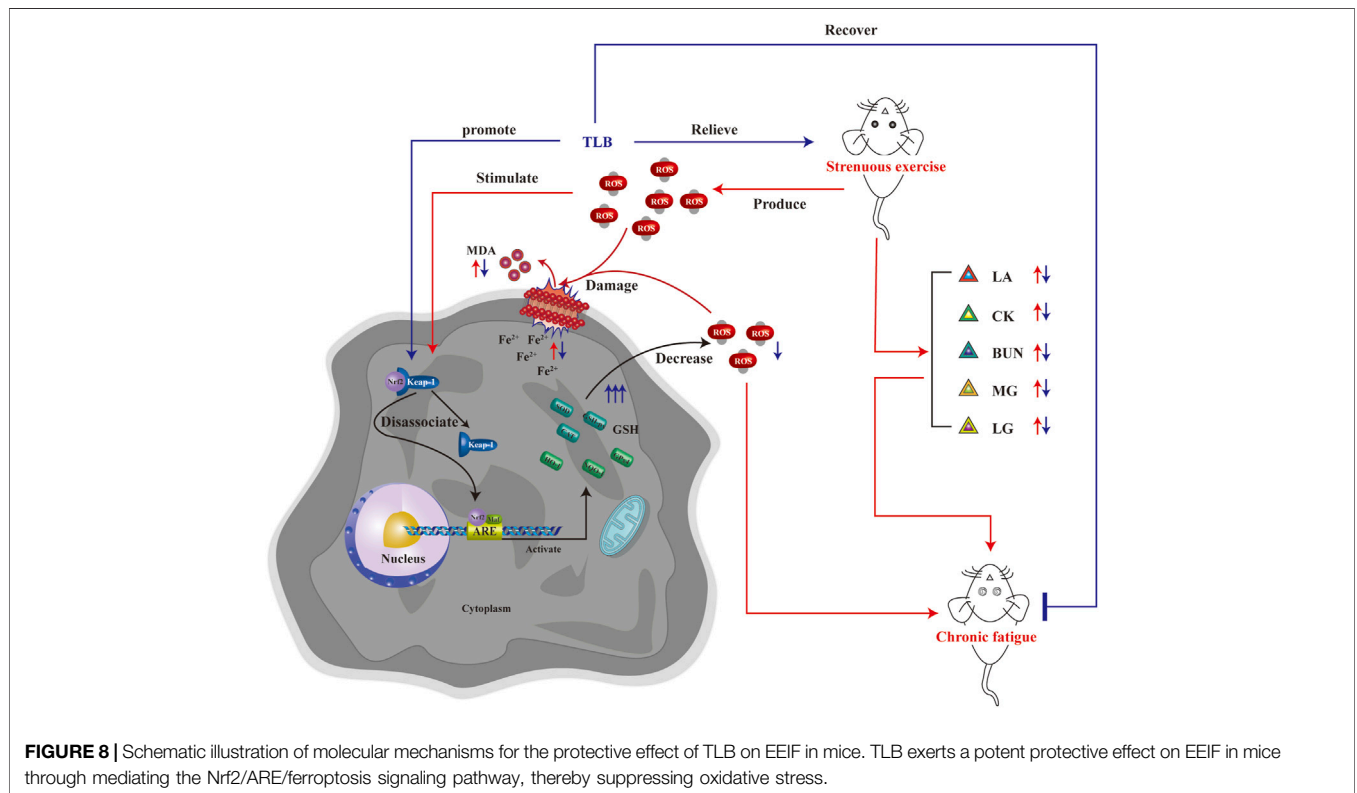 Recover
promote
TLB
Relieve
Strenuous exercise
Stimulate
ROS
ROS
ROS
ROS
ROS
ROS
Produce
MDA
Damage
LA
CK
BUN
MG
LG
Fe2+ Fe2+
Fe2+
Fe2+
ROS
ROS
ROS
Decrease
Nrf2 Keap-1
Disassociate
Keap-1
GSH
Nrf2 Maf
ARE
Activate
Nucleus
Cytoplasm
Chronic fatigue
FIGURE 8 | Schematic illustration of molecular mechanisms for the protective effect of TLB on EEIF in mice. TLB exerts a potent protective effect on EEIF in mice
through mediating the Nrf2/ARE/ferroptosis signaling pathway, thereby suppressing oxidative stress.